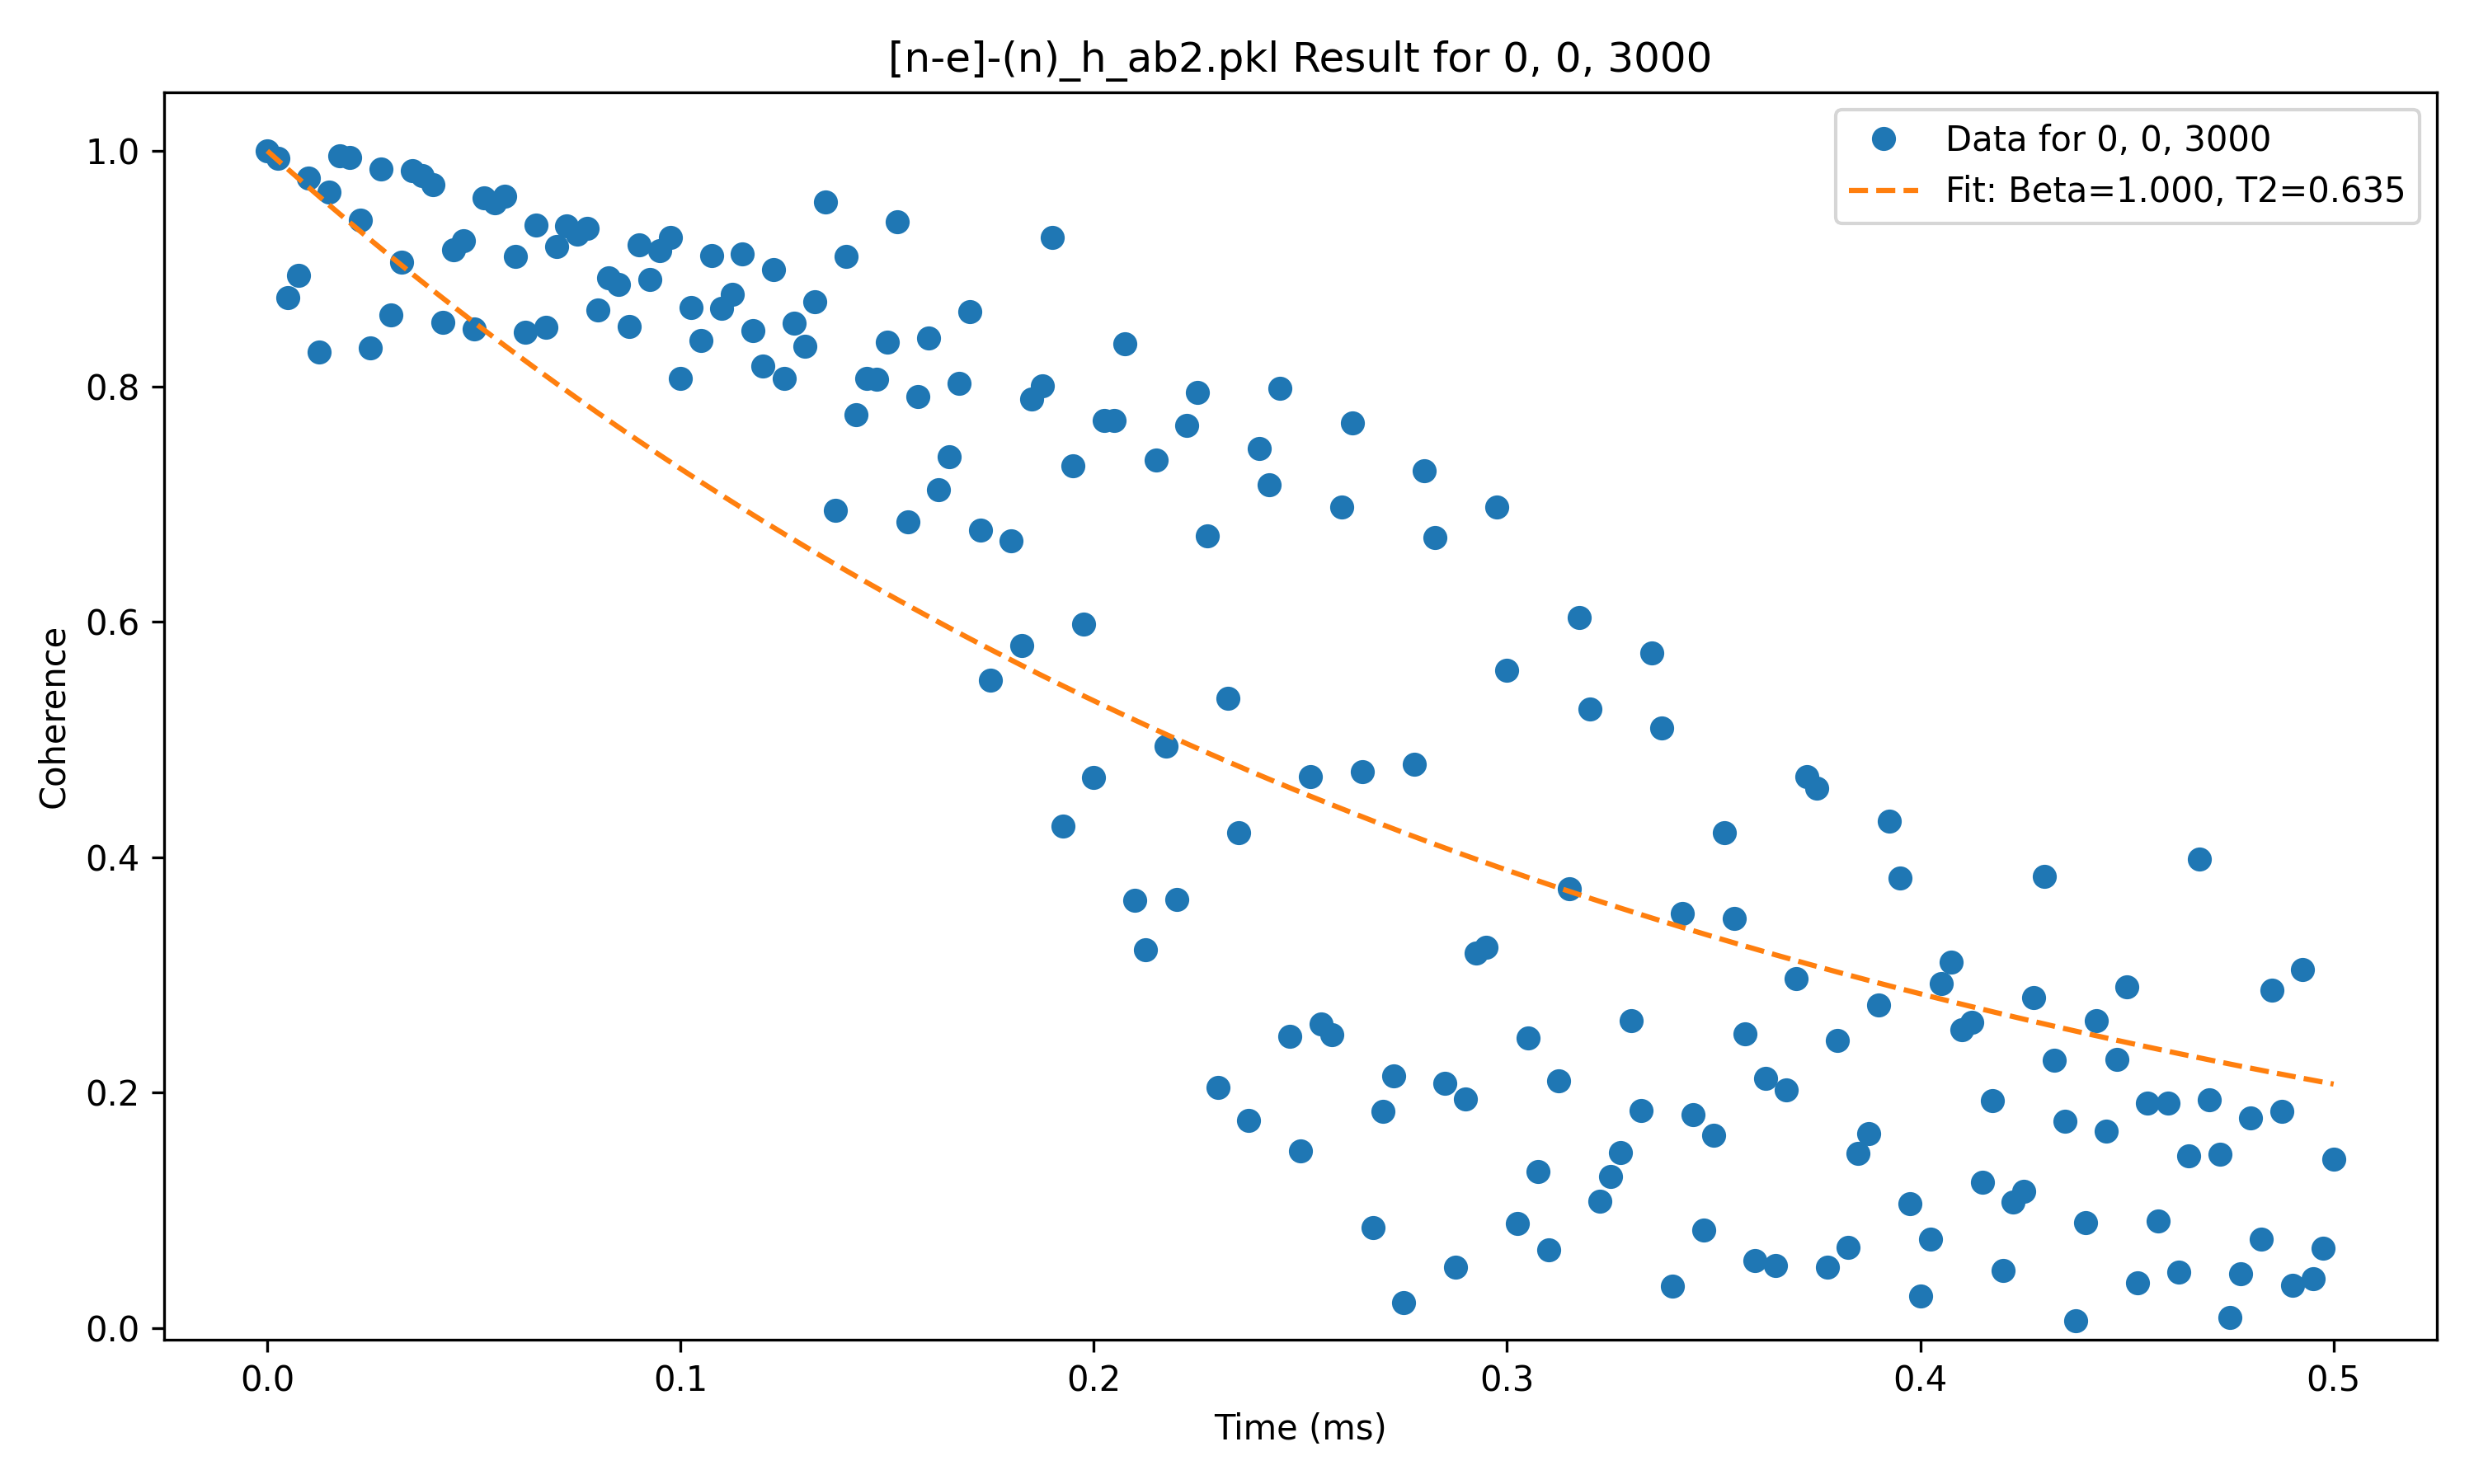 [n-e]-(n)_h_ab2.pkl Result for 0, 0, 3000
Data for 0, 0, 3000
Fit: Beta=1.000, T2=0.635
1.0
0.8
0.6
0.4
0.2
0.0
Coherence
0.0 0.1 0.2 0.3 0.4 0.5
Time (ms)